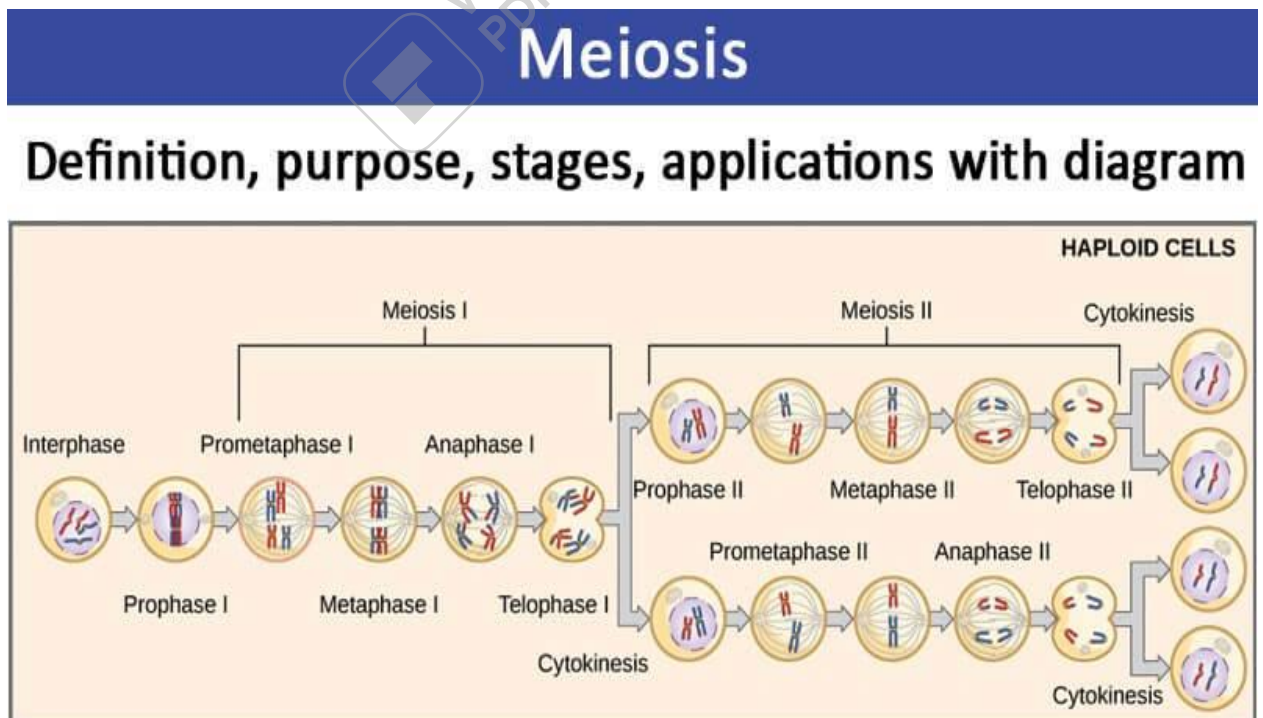 Meiosis
Definition, purpose, stages, applications with diagram
HAPLOID CELLS
Meiosis I
Meiosis II
Cytokinesis
Interphase
Prometaphase I
Anaphase I
Prophase II
Metaphase II
Telophase II
Prometaphase II
Anaphase II
Prophase I
Metaphase I
Telophase I
Cytokinesis
Cytokinesis